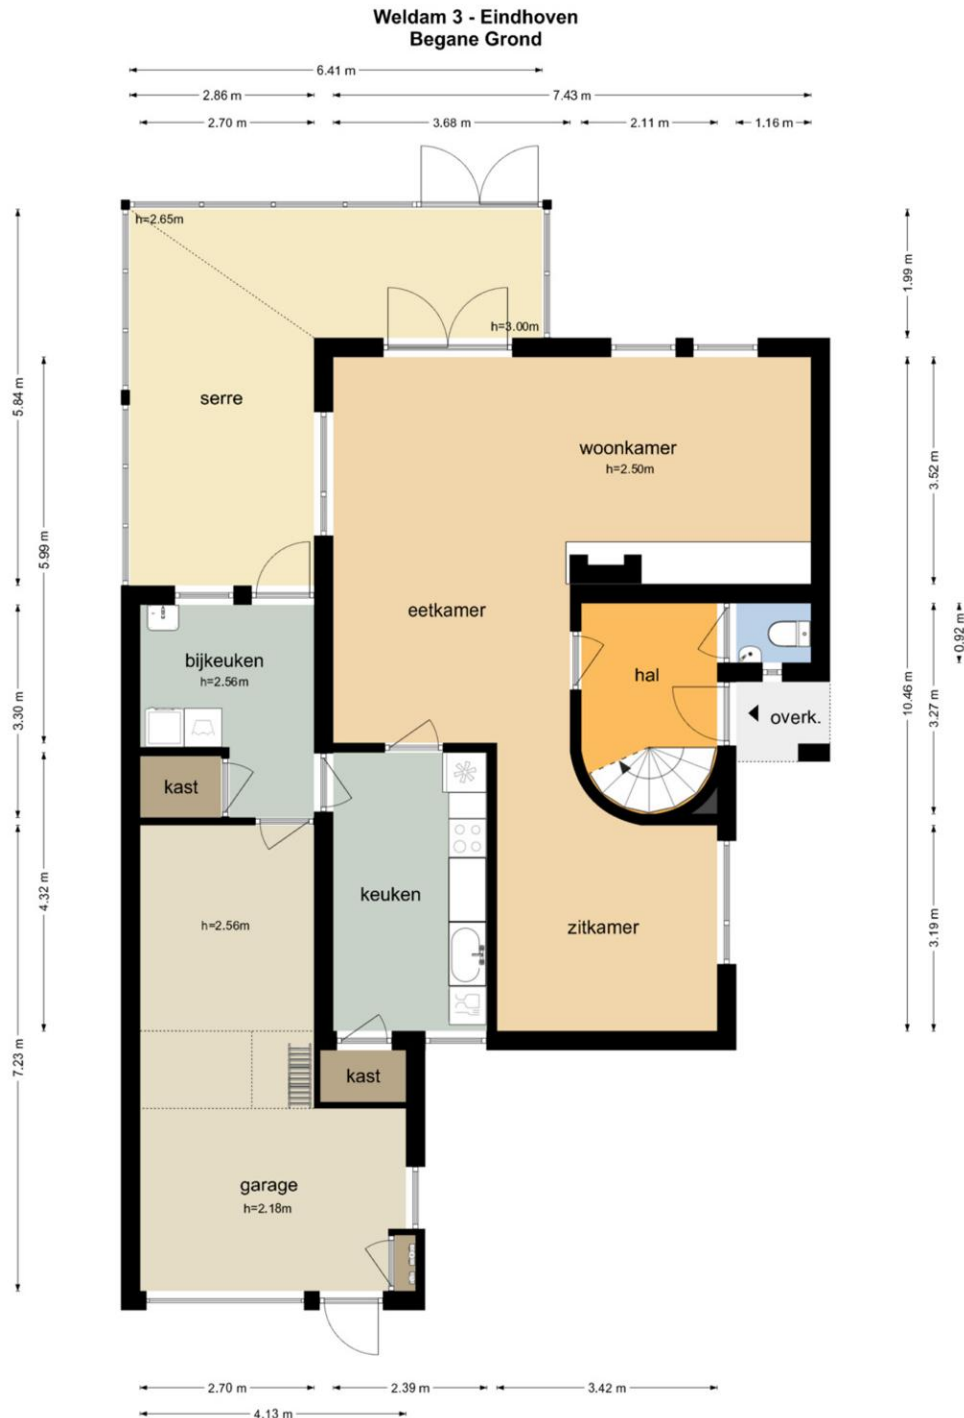 Weldam 3 - Eindhoven
Begane Grond
6.41 m
2.86 m
7.43 m
2.70 m
3.68 m
2.11 m
1.16 m
h=2.65m
h=3.00m
1.99 m
5.84 m
serre
woonkamer
h=2.50m
3.52 m
5.99 m
eetkamer
0.92 m
bijkeuken
h=2.56m
hal
3.30 m
10.46 m
3.27 m
overk.
kast
4.32 m
keuken
h=2.56m
zitkamer
3.19 m
7.23 m
kast
garage
h=2.18m
2.70 m
2.39 m
3.42 m
4.13 m